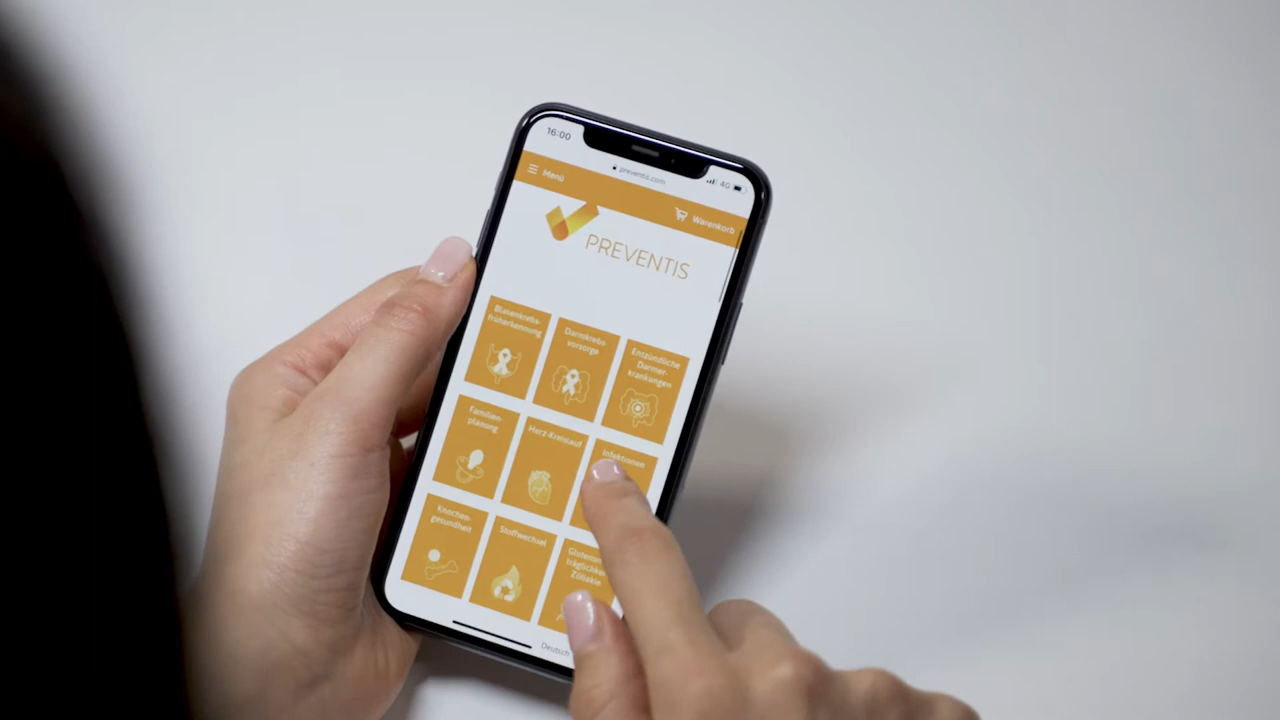 16:00
preventis.com
4G
Menü
Warenkorb
PREVENTIS
Blasenkrebs-
früherkennung
Darmkrebs-
vorsorge
Entzündliche
Darmer-
krankungen
Familien-
planung
Herz-Kreislauf
Infektionen
Knochen-
gesundheit
Stoffwechsel
Zöliakie
Deutsch